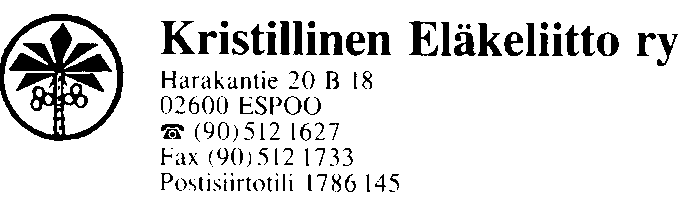 Kristillinen Eläkeliitto ry
Harakantie 20 B 18
02600 ESPOO
☎ (90) 512 1627
Fax (90) 512 1733
Postisiirtotili 1786 145